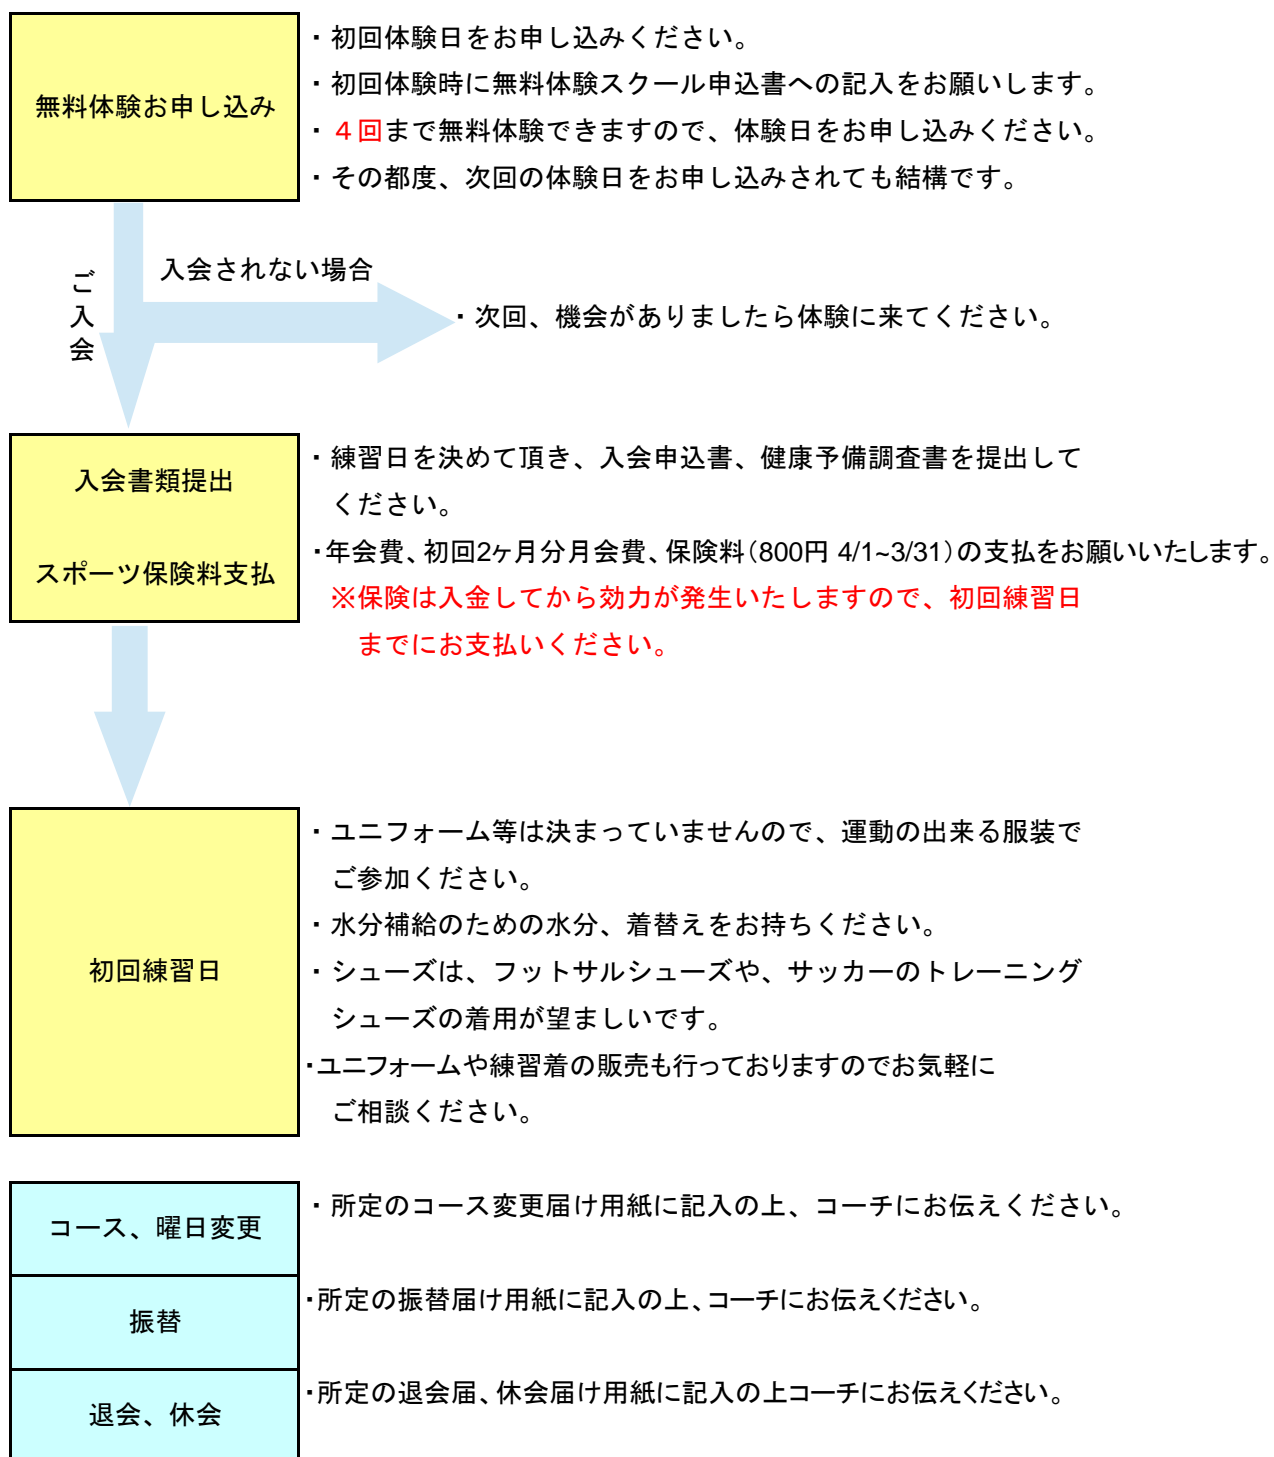 無料体験お申し込み
・初回体験日をお申し込みください。
・初回体験時に無料体験スクール申込書への記入をお願いします。
・４回まで無料体験できますので、体験日をお申し込みください。
・その都度、次回の体験日をお申し込みされても結構です。
ご入会
入会されない場合
・次回、機会がありましたら体験に来てください。
入会書類提出
スポーツ保険料支払
・練習日を決めて頂き、入会申込書、健康予備調査書を提出して
ください。
・年会費、初回2ヶ月分月会費、保険料（800円 4/1~3/31）の支払をお願いいたします。
※保険は入金してから効力が発生いたしますので、初回練習日
までにお支払いください。
初回練習日
・ユニフォーム等は決まっていませんので、運動の出来る服装で
ご参加ください。
・水分補給のための水分、着替えをお持ちください。
・シューズは、フットサルシューズや、サッカーのトレーニング
シューズの着用が望ましいです。
・ユニフォームや練習着の販売も行っておりますのでお気軽に
ご相談ください。
コース、曜日変更
・所定のコース変更届け用紙に記入の上、コーチにお伝えください。
振替
・所定の振替届け用紙に記入の上、コーチにお伝えください。
退会、休会
・所定の退会届、休会届け用紙に記入の上コーチにお伝えください。